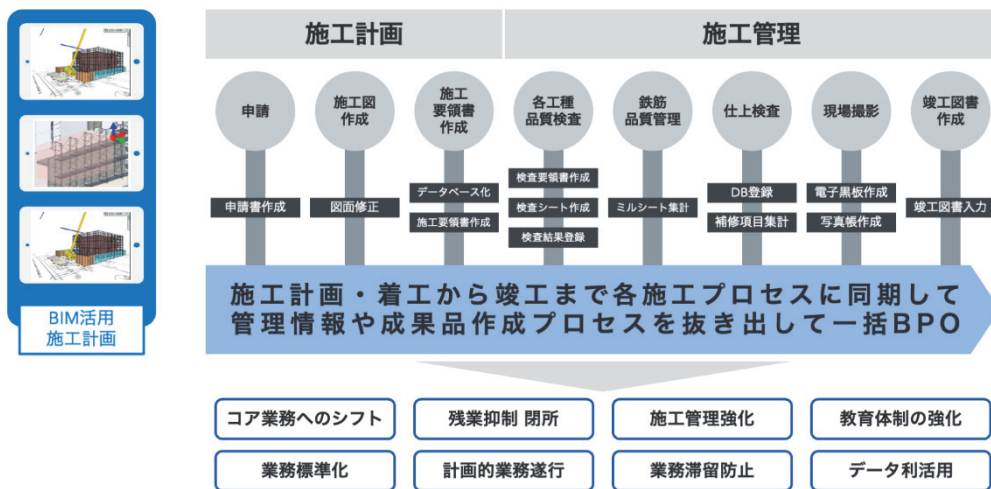 施工計画
施工管理
申請
施工図
作成
施工
要領書
作成
各工種
品質検査
鉄筋
品質管理
仕上検査
現場撮影
竣工図書
作成
申請書作成
図面修正
データベース化
施工要領書作成
検査要領書作成
検査シート作成
検査結果登録
ミルシート集計
DB登録
補修項目集計
電子黒板作成
写真帳作成
竣工図書入力
施工計画・着工から竣工まで各施工プロセスに同期して
管理情報や成果品作成プロセスを抜き出して一括BPO
BIM活用
施工計画
コア業務へのシフト
残業抑制 閉所
施工管理強化
教育体制の強化
業務標準化
計画的業務遂行
業務滞留防止
データ利活用